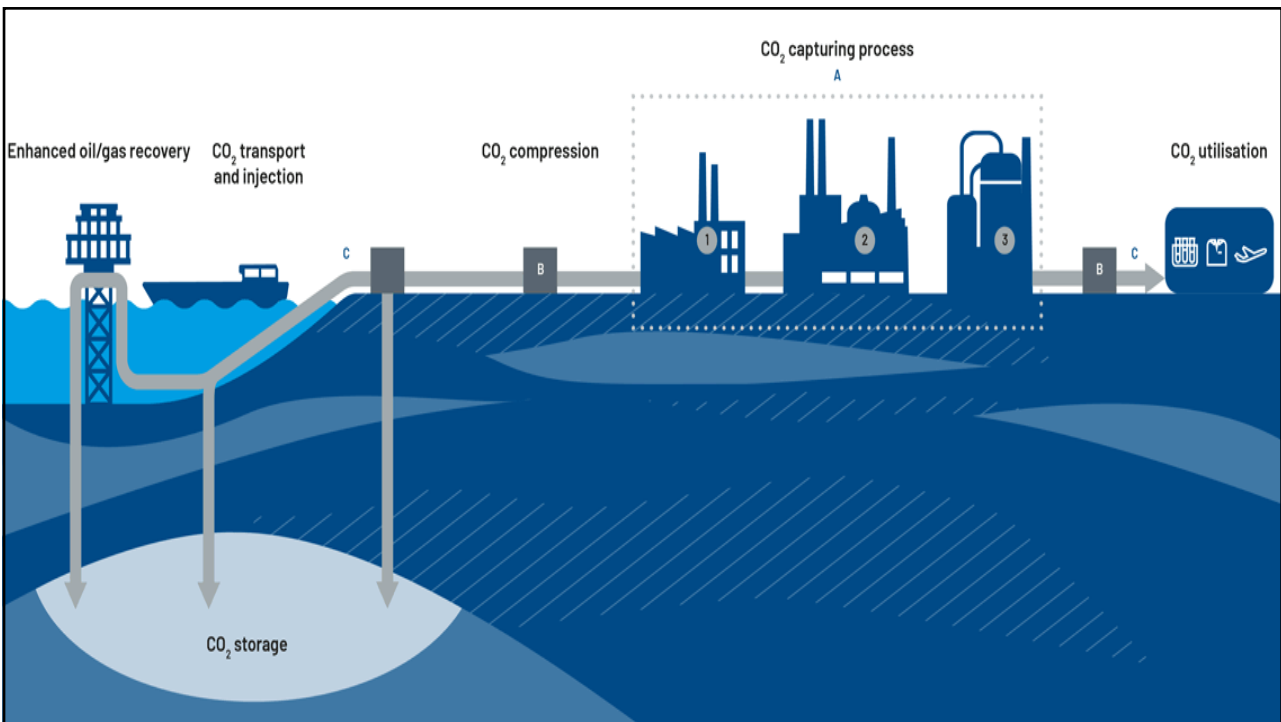 CO₂ capturing process
A
Enhanced oil/gas recovery
CO₂ transport
and injection
CO₂ compression
CO₂ utilisation
C
B
1
2
3
B
C
CO₂ storage